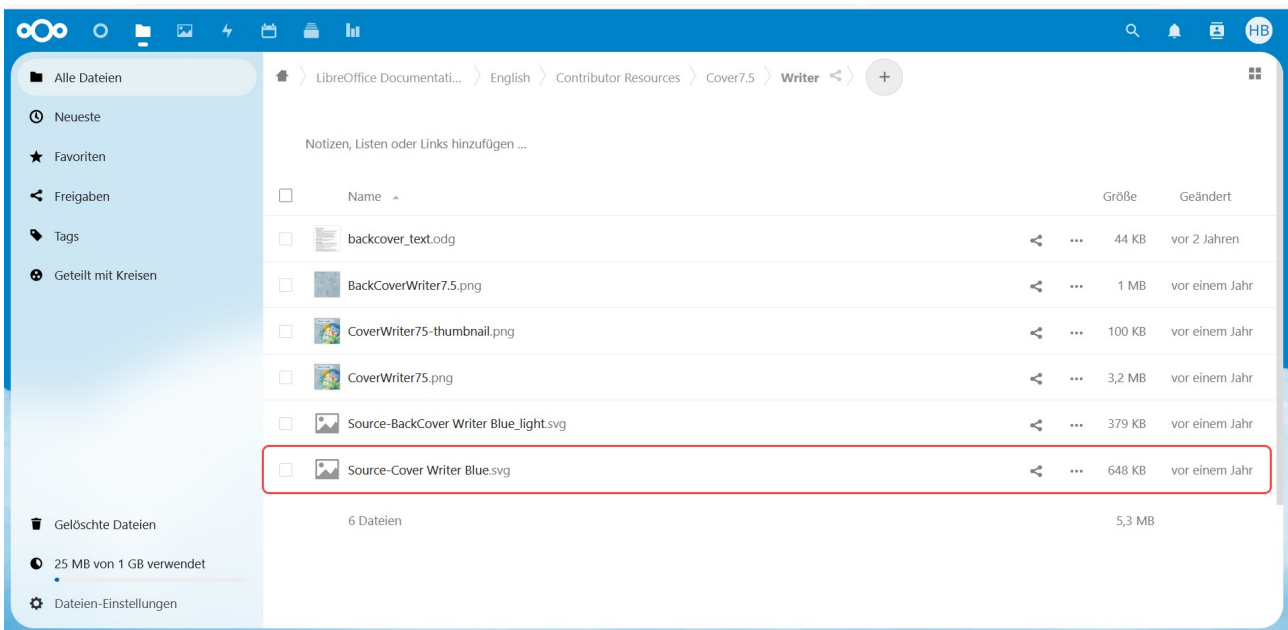 HB
Alle Dateien
Neueste
Favoriten
Freigaben
Tags
Geteilt mit Kreisen
Gelöschte Dateien
25 MB von 1 GB verwendet
Dateien-Einstellungen
LibreOffice Documentati... English Contributor Resources Cover7.5 Writer +
Notizen, Listen oder Links hinzufügen ...
Name Größe Geändert
backcover_text.odg 44 KB vor 2 Jahren
BackCoverWriter7.5.png 1 MB vor einem Jahr
CoverWriter75-thumbnail.png 100 KB vor einem Jahr
CoverWriter75.png 3,2 MB vor einem Jahr
Source-BackCover Writer Blue_light.svg 379 KB vor einem Jahr
Source-Cover Writer Blue.svg 648 KB vor einem Jahr
6 Dateien 5,3 MB